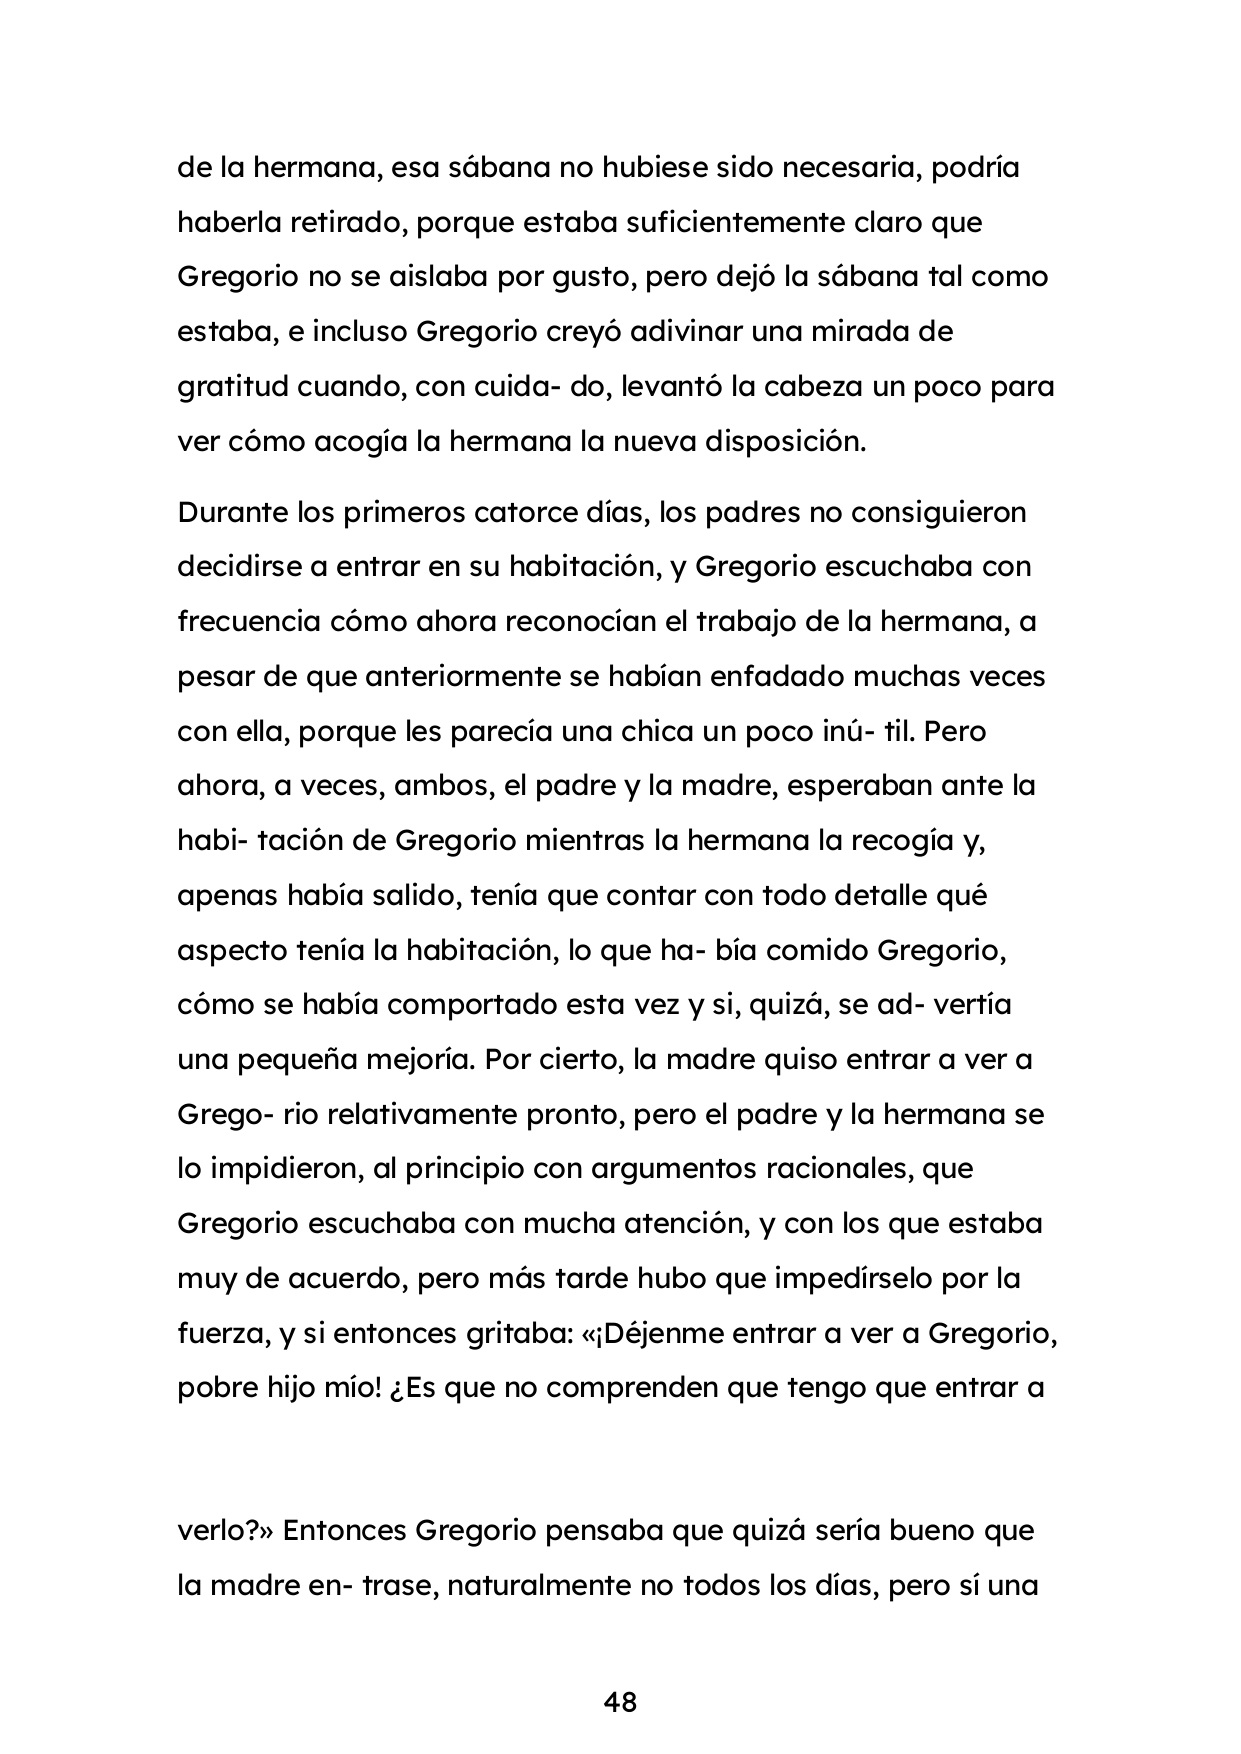 de la hermana, esa sábana no hubiese sido necesaria, podría
haberla retirado, porque estaba suficientemente claro que
Gregorio no se aislaba por gusto, pero dejó la sábana tal como
estaba, e incluso Gregorio creyó adivinar una mirada de
gratitud cuando, con cuida- do, levantó la cabeza un poco para
ver cómo acogía la hermana la nueva disposición.
Durante los primeros catorce días, los padres no consiguieron
decidirse a entrar en su habitación, y Gregorio escuchaba con
frecuencia cómo ahora reconocían el trabajo de la hermana, a
pesar de que anteriormente se habían enfadado muchas veces
con ella, porque les parecía una chica un poco inú- til. Pero
ahora, a veces, ambos, el padre y la madre, esperaban ante la
habi- tación de Gregorio mientras la hermana la recogía y,
apenas había salido, tenía que contar con todo detalle qué
aspecto tenía la habitación, lo que ha- bía comido Gregorio,
cómo se había comportado esta vez y si, quizá, se ad- vertía
una pequeña mejoría. Por cierto, la madre quiso entrar a ver a
Grego- rio relativamente pronto, pero el padre y la hermana se
lo impidieron, al principio con argumentos racionales, que
Gregorio escuchaba con mucha atención, y con los que estaba
muy de acuerdo, pero más tarde hubo que impedírselo por la
fuerza, y si entonces gritaba: «¡Déjenme entrar a ver a Gregorio,
pobre hijo mío! ¿Es que no comprenden que tengo que entrar a
verlo?» Entonces Gregorio pensaba que quizá sería bueno que
la madre en- trase, naturalmente no todos los días, pero sí una
48